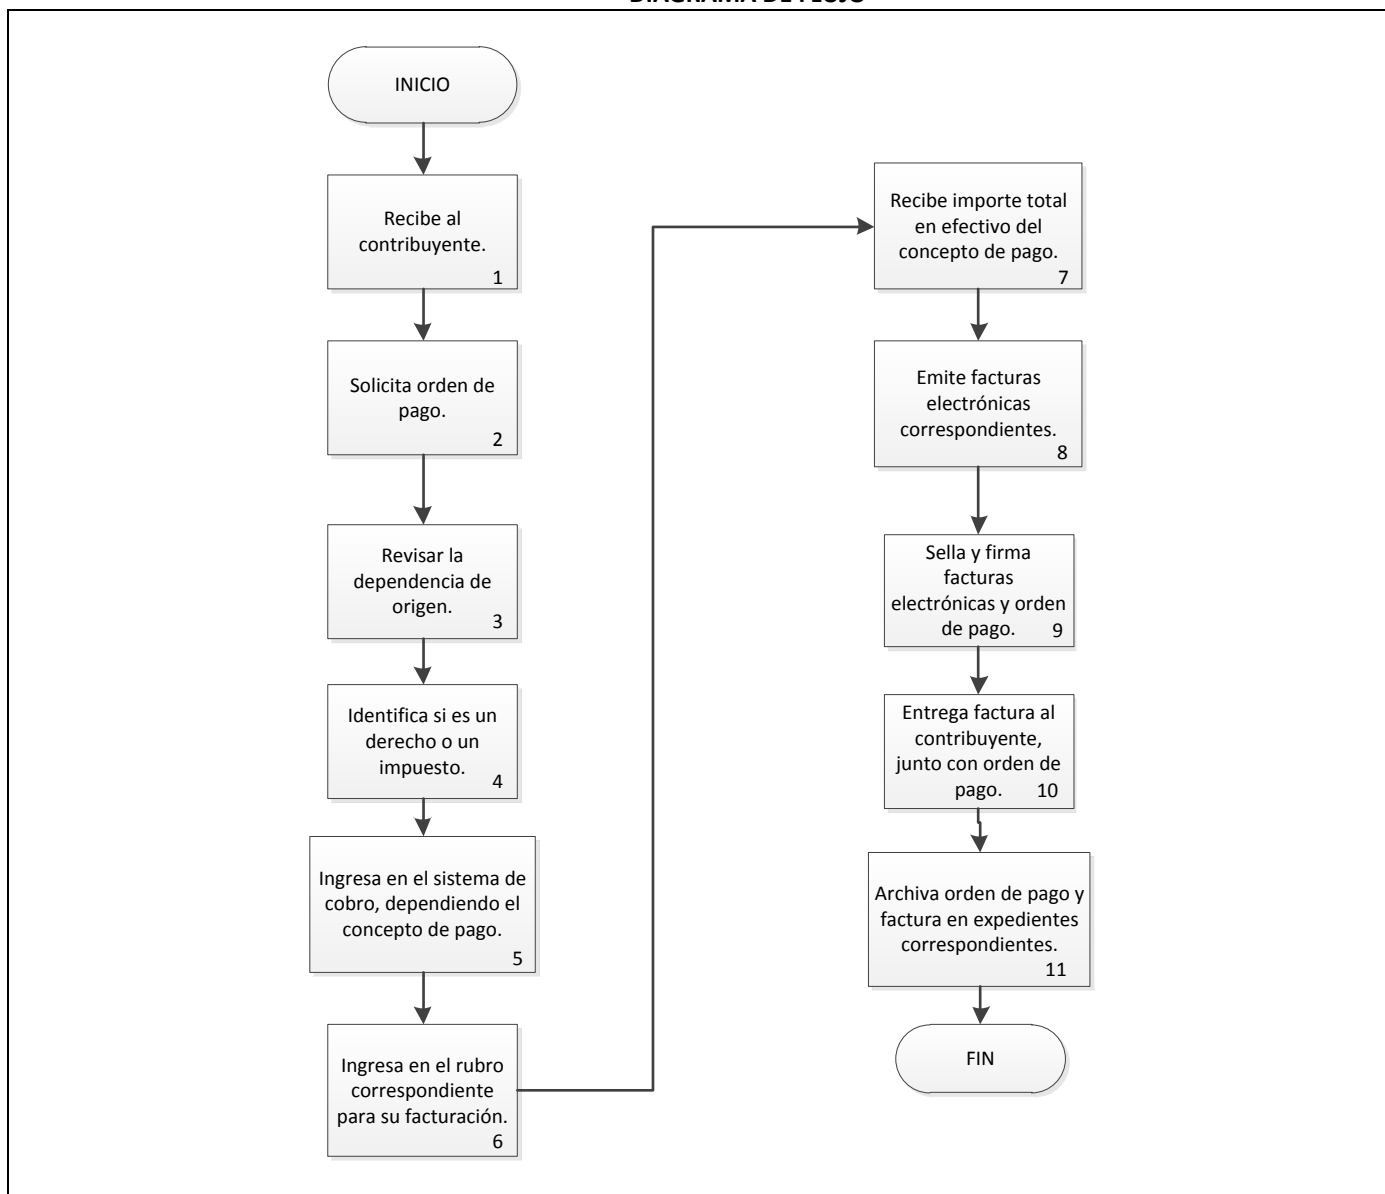 DIAGRAMA DE FLUJO
INICIO
Recibe al
contribuyente.
1
Solicita orden de
pago.
2
Revisar la
dependencia de
origen.
3
Identifica si es un
derecho o un
impuesto.
4
Ingresa en el sistema de
cobro, dependiendo el
concepto de pago.
5
Ingresa en el rubro
correspondiente
para su facturación.
6
Recibe importe total
en efectivo del
concepto de pago.
7
Emite facturas
electrónicas
correspondientes.
8
Sella y firma
facturas
electrónicas y orden
de pago. 9
Entrega factura al
contribuyente,
junto con orden de
pago. 10
Archiva orden de pago y
factura en expedientes
correspondientes.
11
FIN